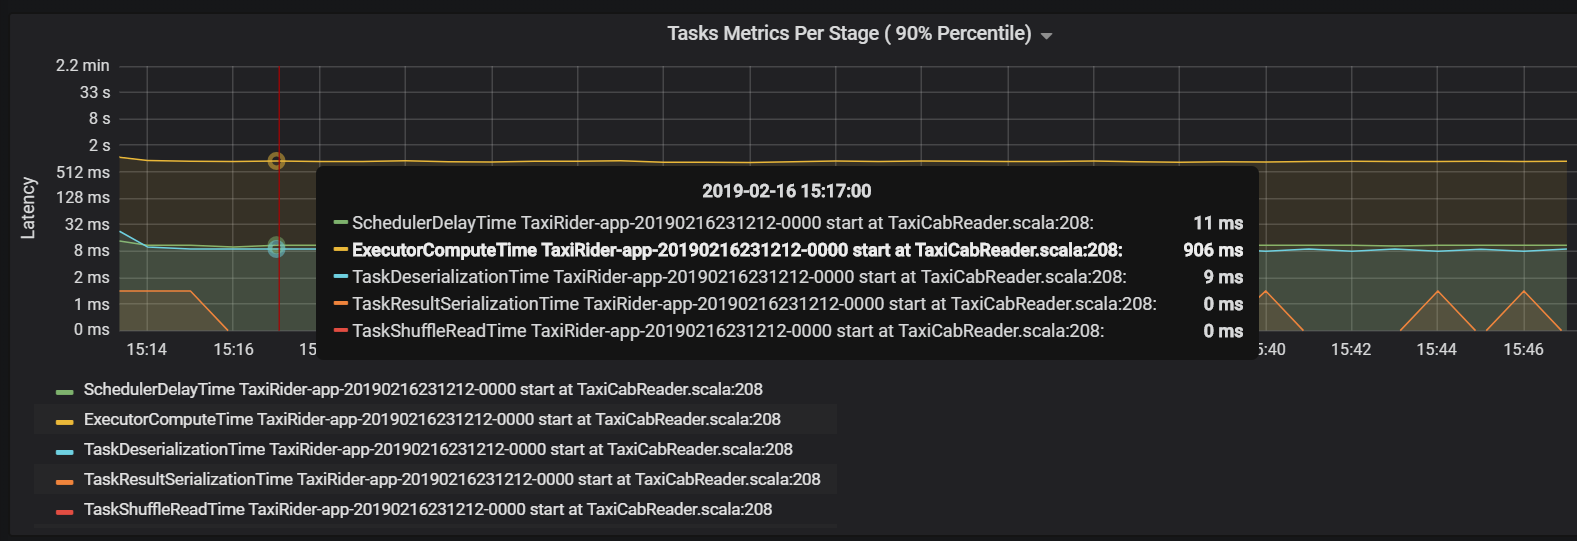 Tasks Metrics Per Stage ( 90% Percentile)
2.2 min
33 s
8 s
2 s
512 ms
128 ms
32 ms
8 ms
2 ms
1 ms
0 ms
Latency
2019-02-16 15:17:00
SchedulerDelayTime TaxiRider-app-20190216231212-0000 start at TaxiCabReader.scala:208: 11 ms
ExecutorComputeTime TaxiRider-app-20190216231212-0000 start at TaxiCabReader.scala:208: 906 ms
TaskDeserializationTime TaxiRider-app-20190216231212-0000 start at TaxiCabReader.scala:208: 9 ms
TaskResultSerializationTime TaxiRider-app-20190216231212-0000 start at TaxiCabReader.scala:208: 0 ms
TaskShuffleReadTime TaxiRider-app-20190216231212-0000 start at TaxiCabReader.scala:208: 0 ms
15:14 15:16 15 :40 15:42 15:44 15:46
SchedulerDelayTime TaxiRider-app-20190216231212-0000 start at TaxiCabReader.scala:208
ExecutorComputeTime TaxiRider-app-20190216231212-0000 start at TaxiCabReader.scala:208
TaskDeserializationTime TaxiRider-app-20190216231212-0000 start at TaxiCabReader.scala:208
TaskResultSerializationTime TaxiRider-app-20190216231212-0000 start at TaxiCabReader.scala:208
TaskShuffleReadTime TaxiRider-app-20190216231212-0000 start at TaxiCabReader.scala:208